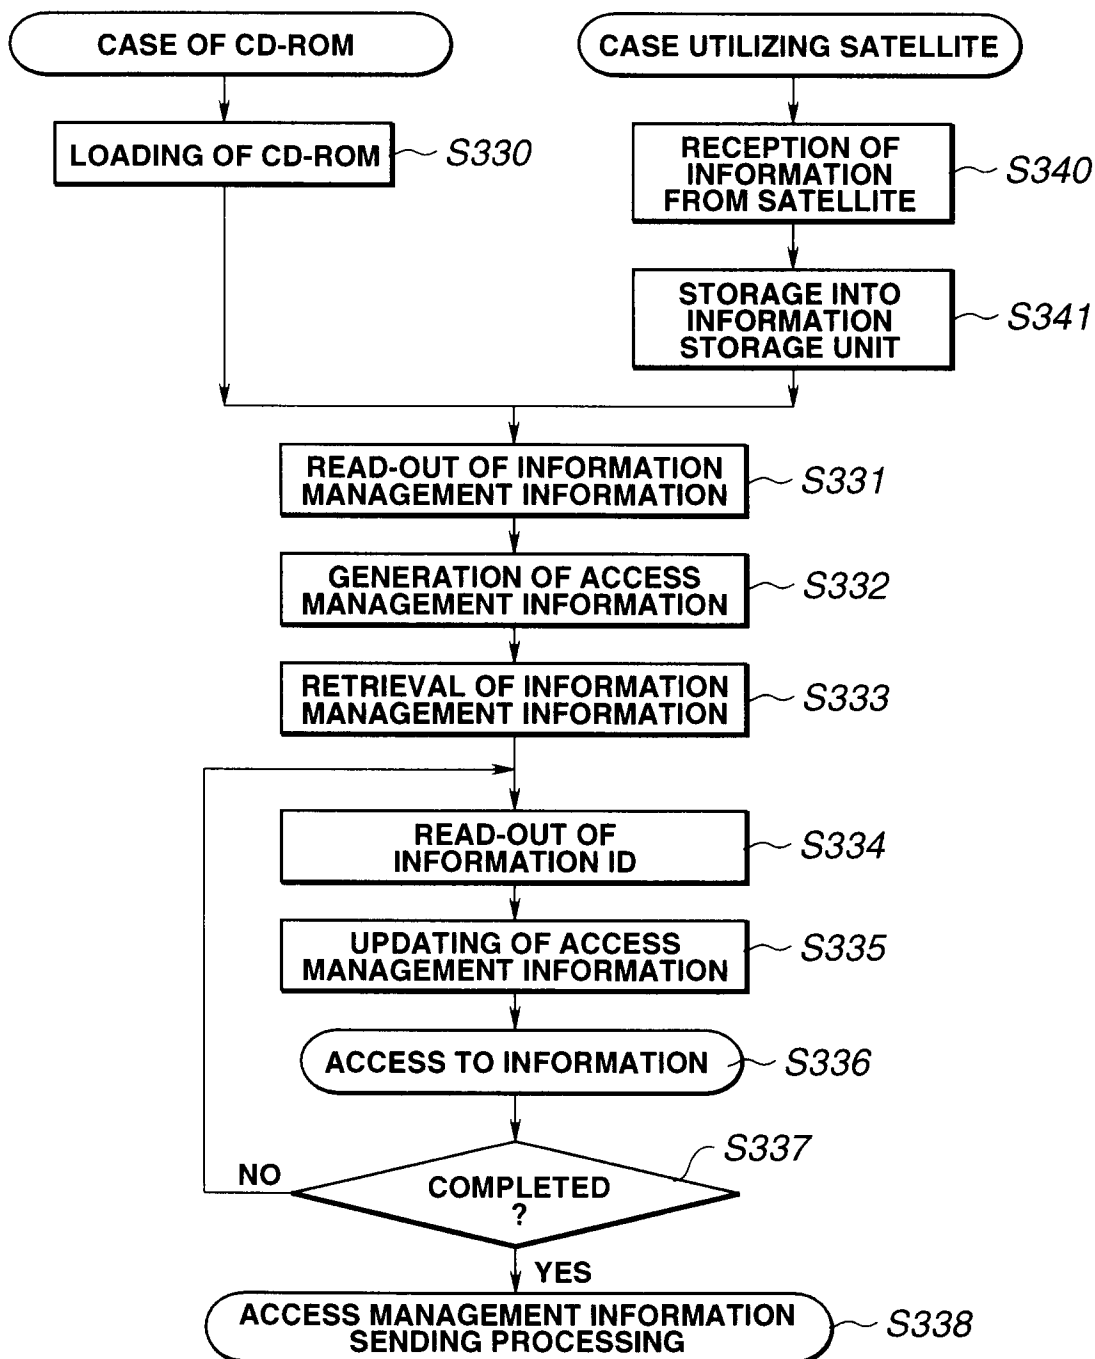 CASE OF CD-ROM
CASE UTILIZING SATELLITE
LOADING OF CD-ROM
S330
RECEPTION OF
INFORMATION
FROM SATELLITE
S340
STORAGE INTO
INFORMATION
STORAGE UNIT
S341
READ-OUT OF INFORMATION
MANAGEMENT INFORMATION
S331
GENERATION OF ACCESS
MANAGEMENT INFORMATION
S332
RETRIEVAL OF INFORMATION
MANAGEMENT INFORMATION
S333
READ-OUT OF
INFORMATION ID
S334
UPDATING OF ACCESS
MANAGEMENT INFORMATION
S335
ACCESS TO INFORMATION
S336
S337
NO
COMPLETED
?
YES
ACCESS MANAGEMENT INFORMATION
SENDING PROCESSING
S338